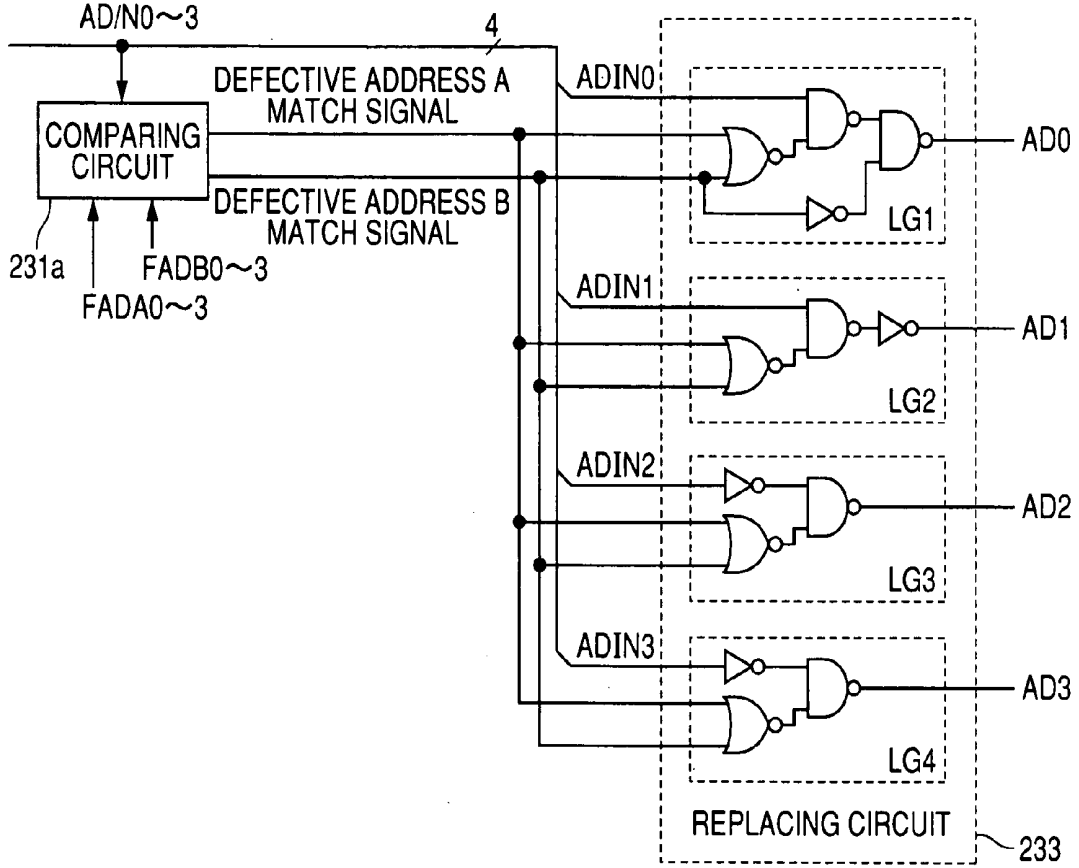 AD/N0～3
4
DEFECTIVE ADDRESS A
MATCH SIGNAL
COMPARING
CIRCUIT
DEFECTIVE ADDRESS B
MATCH SIGNAL
231a
FADB0～3
FADA0～3
ADIN0
AD0
LG1
ADIN1
AD1
LG2
ADIN2
AD2
LG3
ADIN3
AD3
LG4
REPLACING CIRCUIT
233